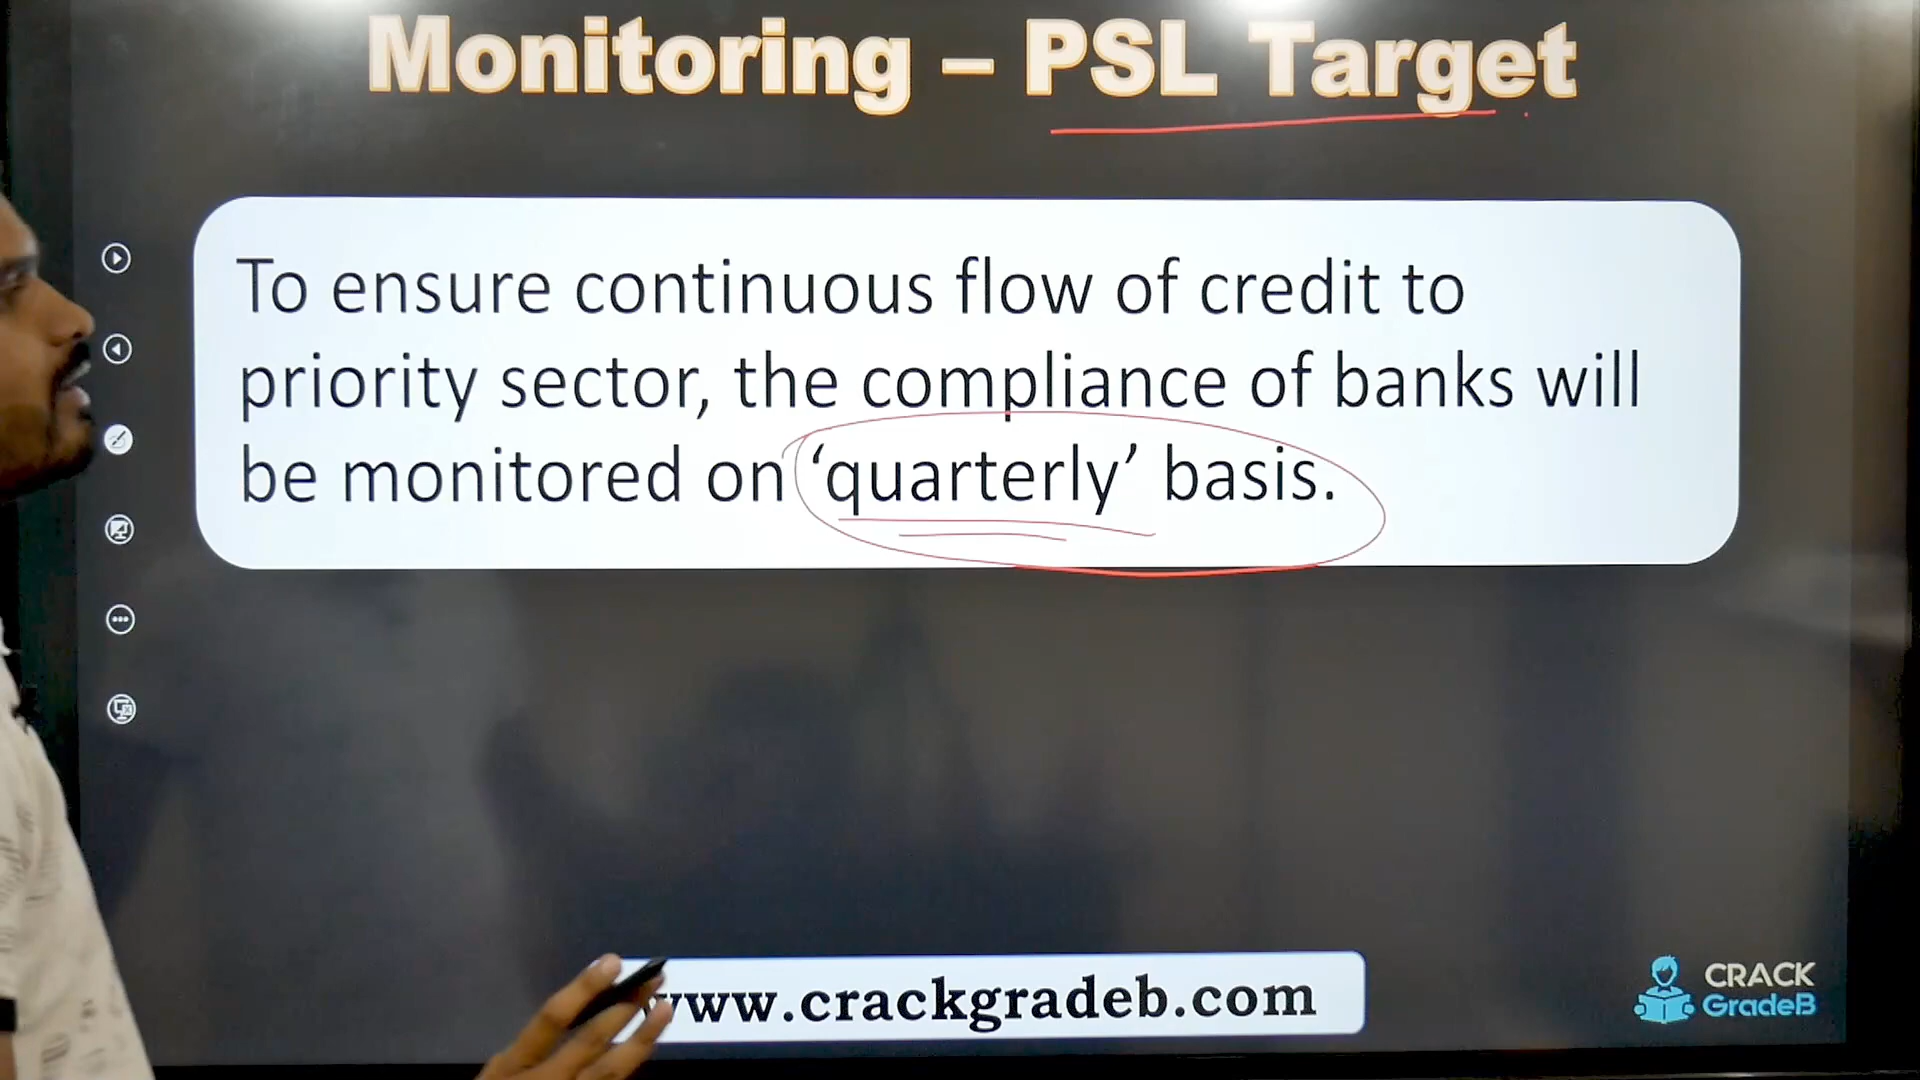 Monitoring – PSL Target
To ensure continuous flow of credit to
priority sector, the compliance of banks will
be monitored on ‘quarterly’ basis.
www.crackgradeb.com
CRACK
GradeB